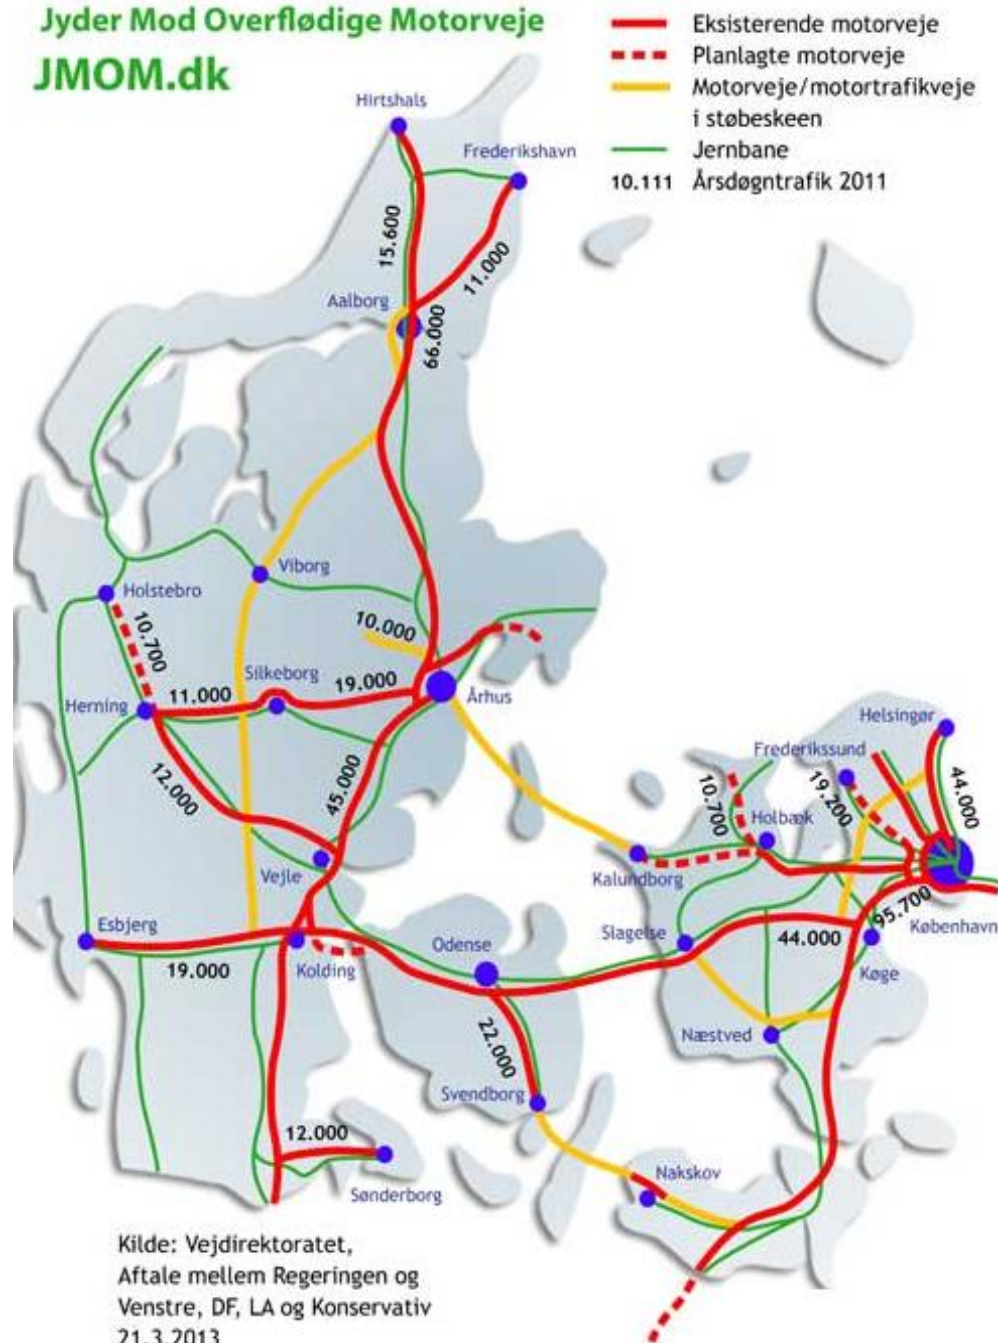 Jyder Mod Overflødige Motorveje
JMOM.dk
Eksisterende motorveje
Planlagte motorveje
Motorveje/motortrafikveje
i støbeskeen
Jernbane
10.111 Årsdøgntrafik 2011
Hirtshals
Frederikshavn
15.600
11.000
Aalborg
66.000
Viborg
Holstebro
10.700
10.000
Silkeborg
11.000
19.000
Herning
Århus
12.000
45.000
Vejle
Helsingør
Frederikssund
44.000
19.200
10.700
Holbæk
Kalundborg
95.700
København
Esbjerg
19.000
Kolding
Odense
Slagelse
44.000
Køge
22.000
Næstved
Svendborg
12.000
Sønderborg
Nakskov
Kilde: Vejdirektoratet,
Aftale mellem Regeringen og
Venstre, DF, LA og Konservativ
21.3.2013